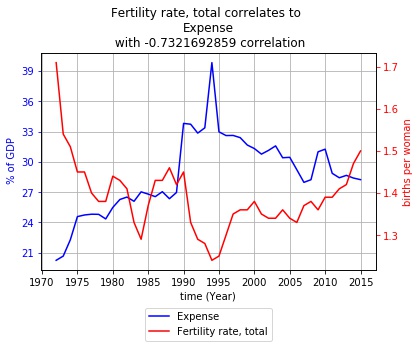 Fertility rate, total correlates to
Expense
with -0.7321692859 correlation
39
36
33
30
27
24
21
% of GDP
1.7
1.6
1.5
1.4
1.3
births per woman
1970 1975 1980 1985 1990 1995 2000 2005 2010 2015
time (Year)
Expense
Fertility rate, total